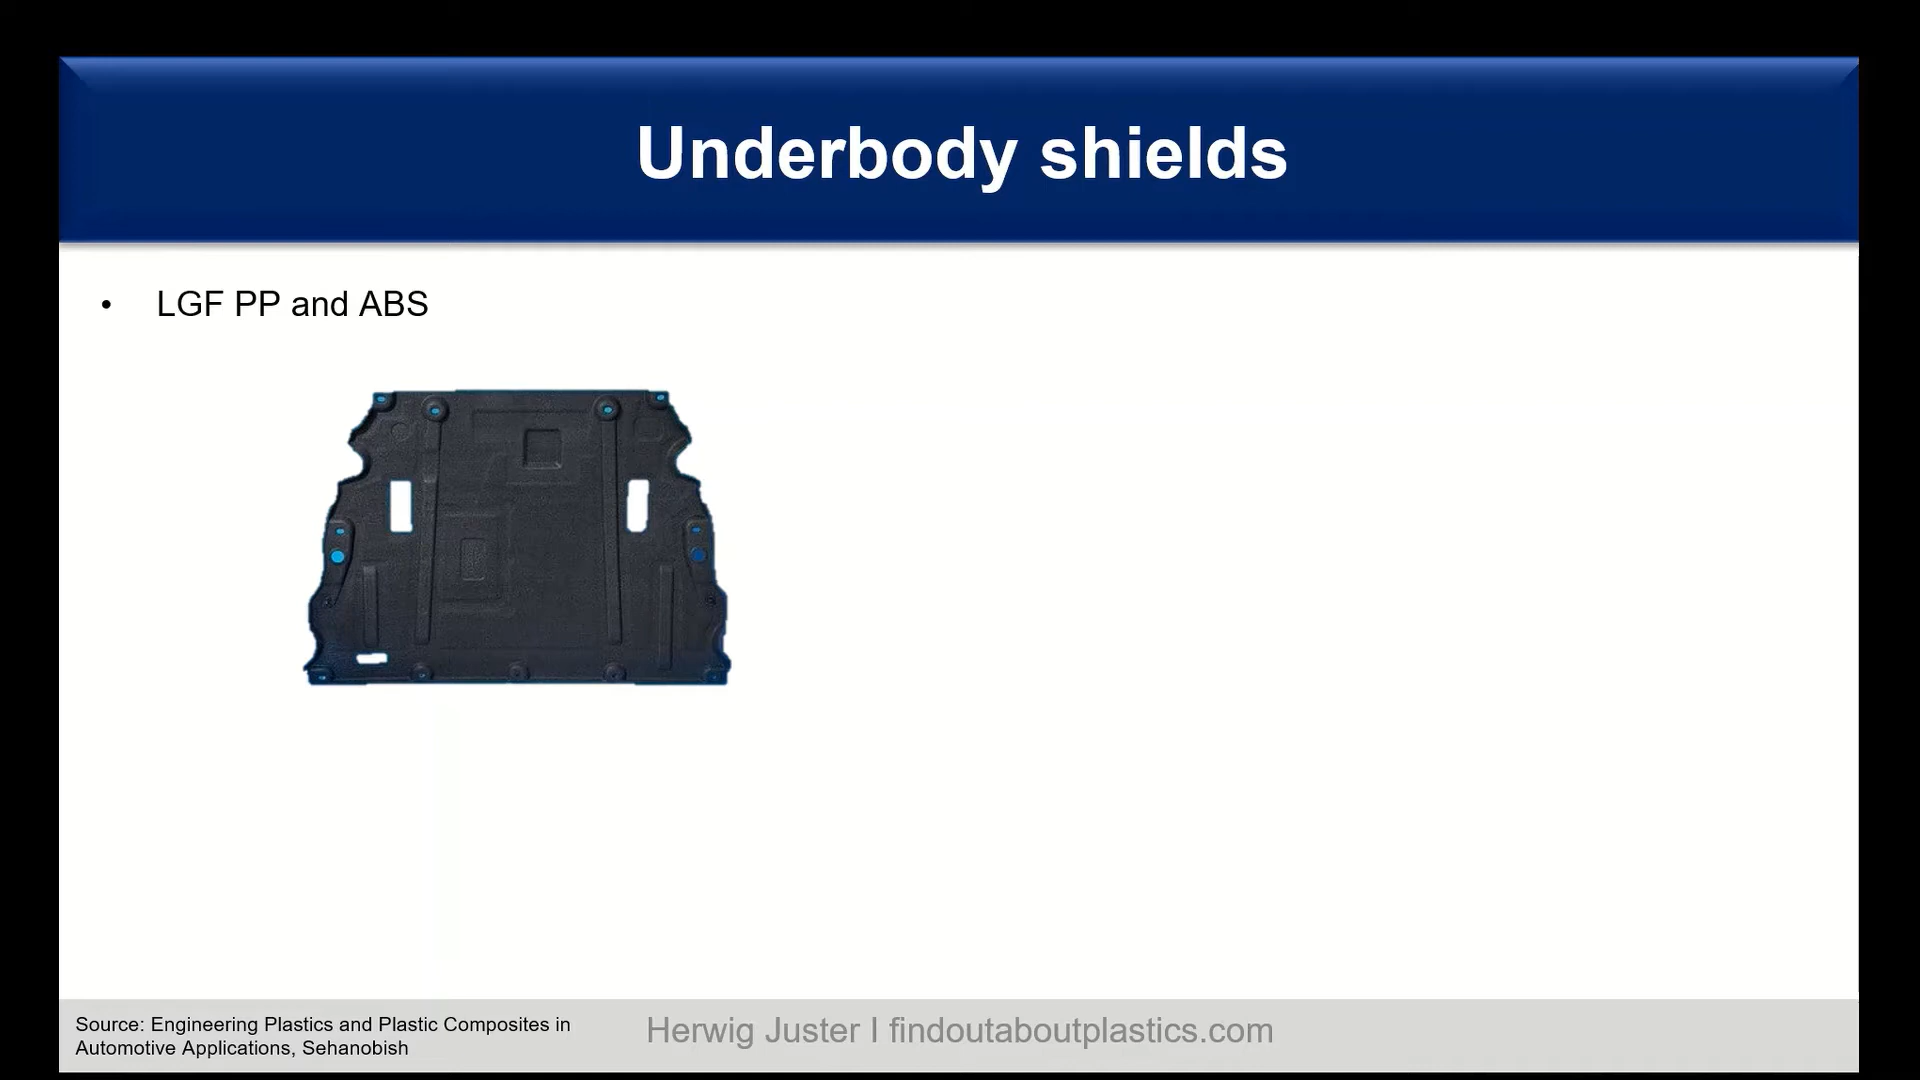 Underbody shields
• LGF PP and ABS
Source: Engineering Plastics and Plastic Composites in
Automotive Applications, Sehanobish
Herwig Juster I findoutaboutplastics.com